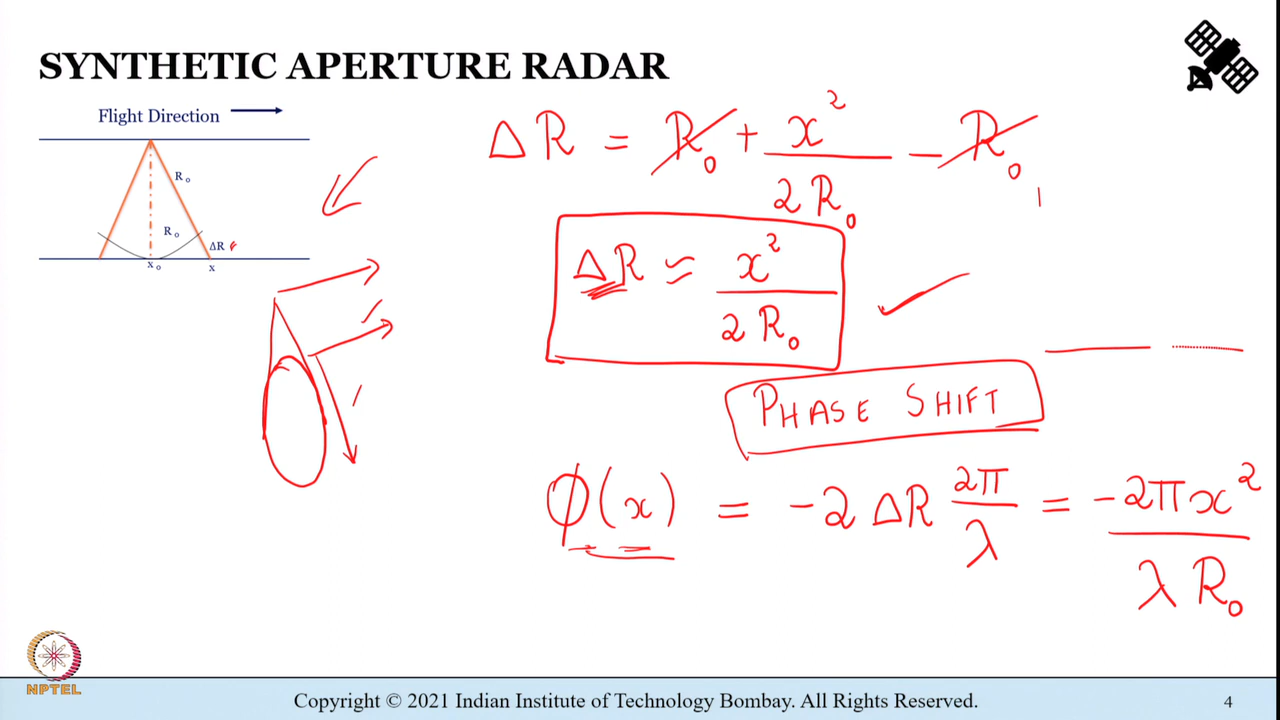 SYNTHETIC APERTURE RADAR
Flight Direction
R₀
R₀
ΔR
x₀
x
ΔR = R₀ + x² / 2R₀ − R₀
ΔR ≃ x² / 2R₀
PHASE SHIFT
ϕ(x) = −2 ΔR 2π / λ = −2πx² / λ R₀
NPTEL
Copyright © 2021 Indian Institute of Technology Bombay. All Rights Reserved.
4